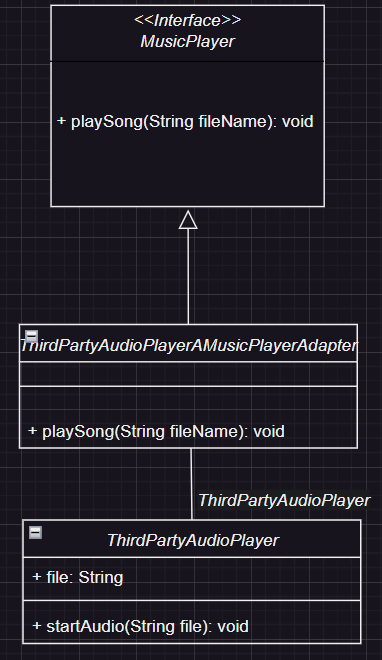 <<Interface>>
MusicPlayer
+ playSong(String fileName): void
ThirdPartyAudioPlayerAMusicPlayerAdapter
+ playSong(String fileName): void
ThirdPartyAudioPlayer
ThirdPartyAudioPlayer
+ file: String
+ startAudio(String file): void